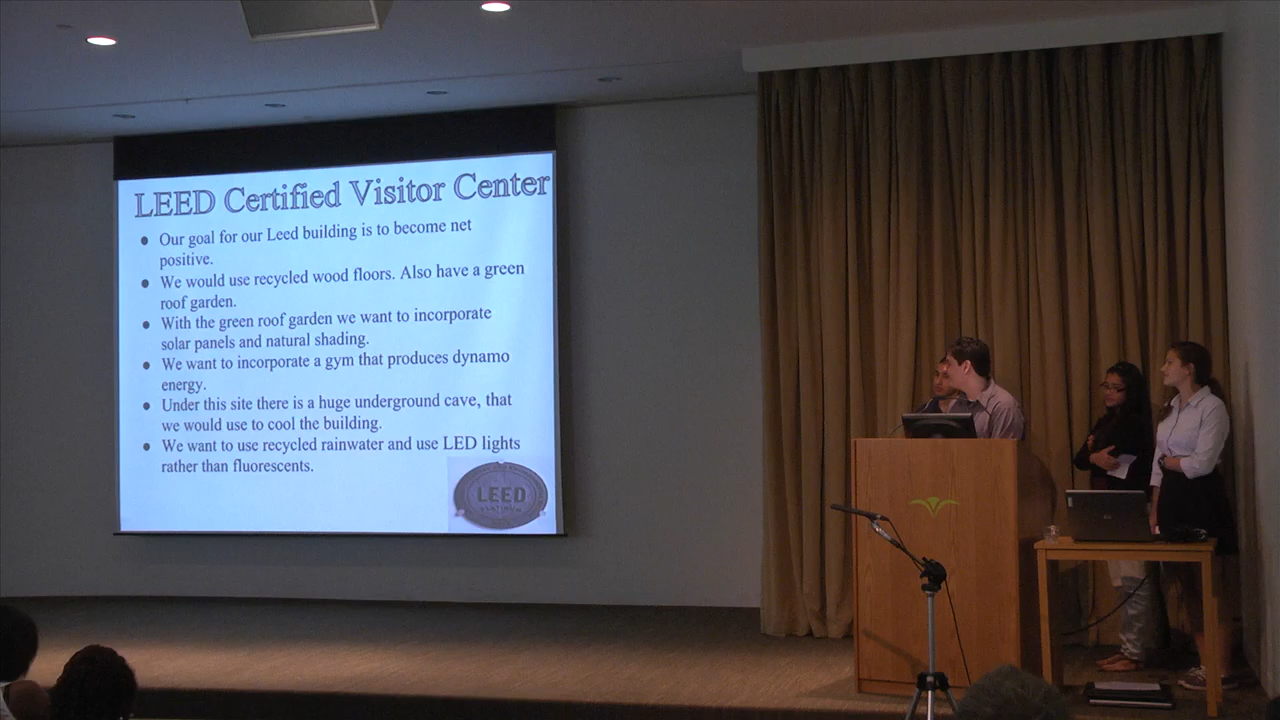 LEED Certified Visitor Center
● Our goal for our Leed building is to become net
positive.
● We would use recycled wood floors. Also have a green
roof garden.
● With the green roof garden we want to incorporate
solar panels and natural shading.
● We want to incorporate a gym that produces dynamo
energy.
● Under this site there is a huge underground cave, that
we would use to cool the building.
● We want to use recycled rainwater and use LED lights
rather than fluorescents.
LEED
PLATINUM